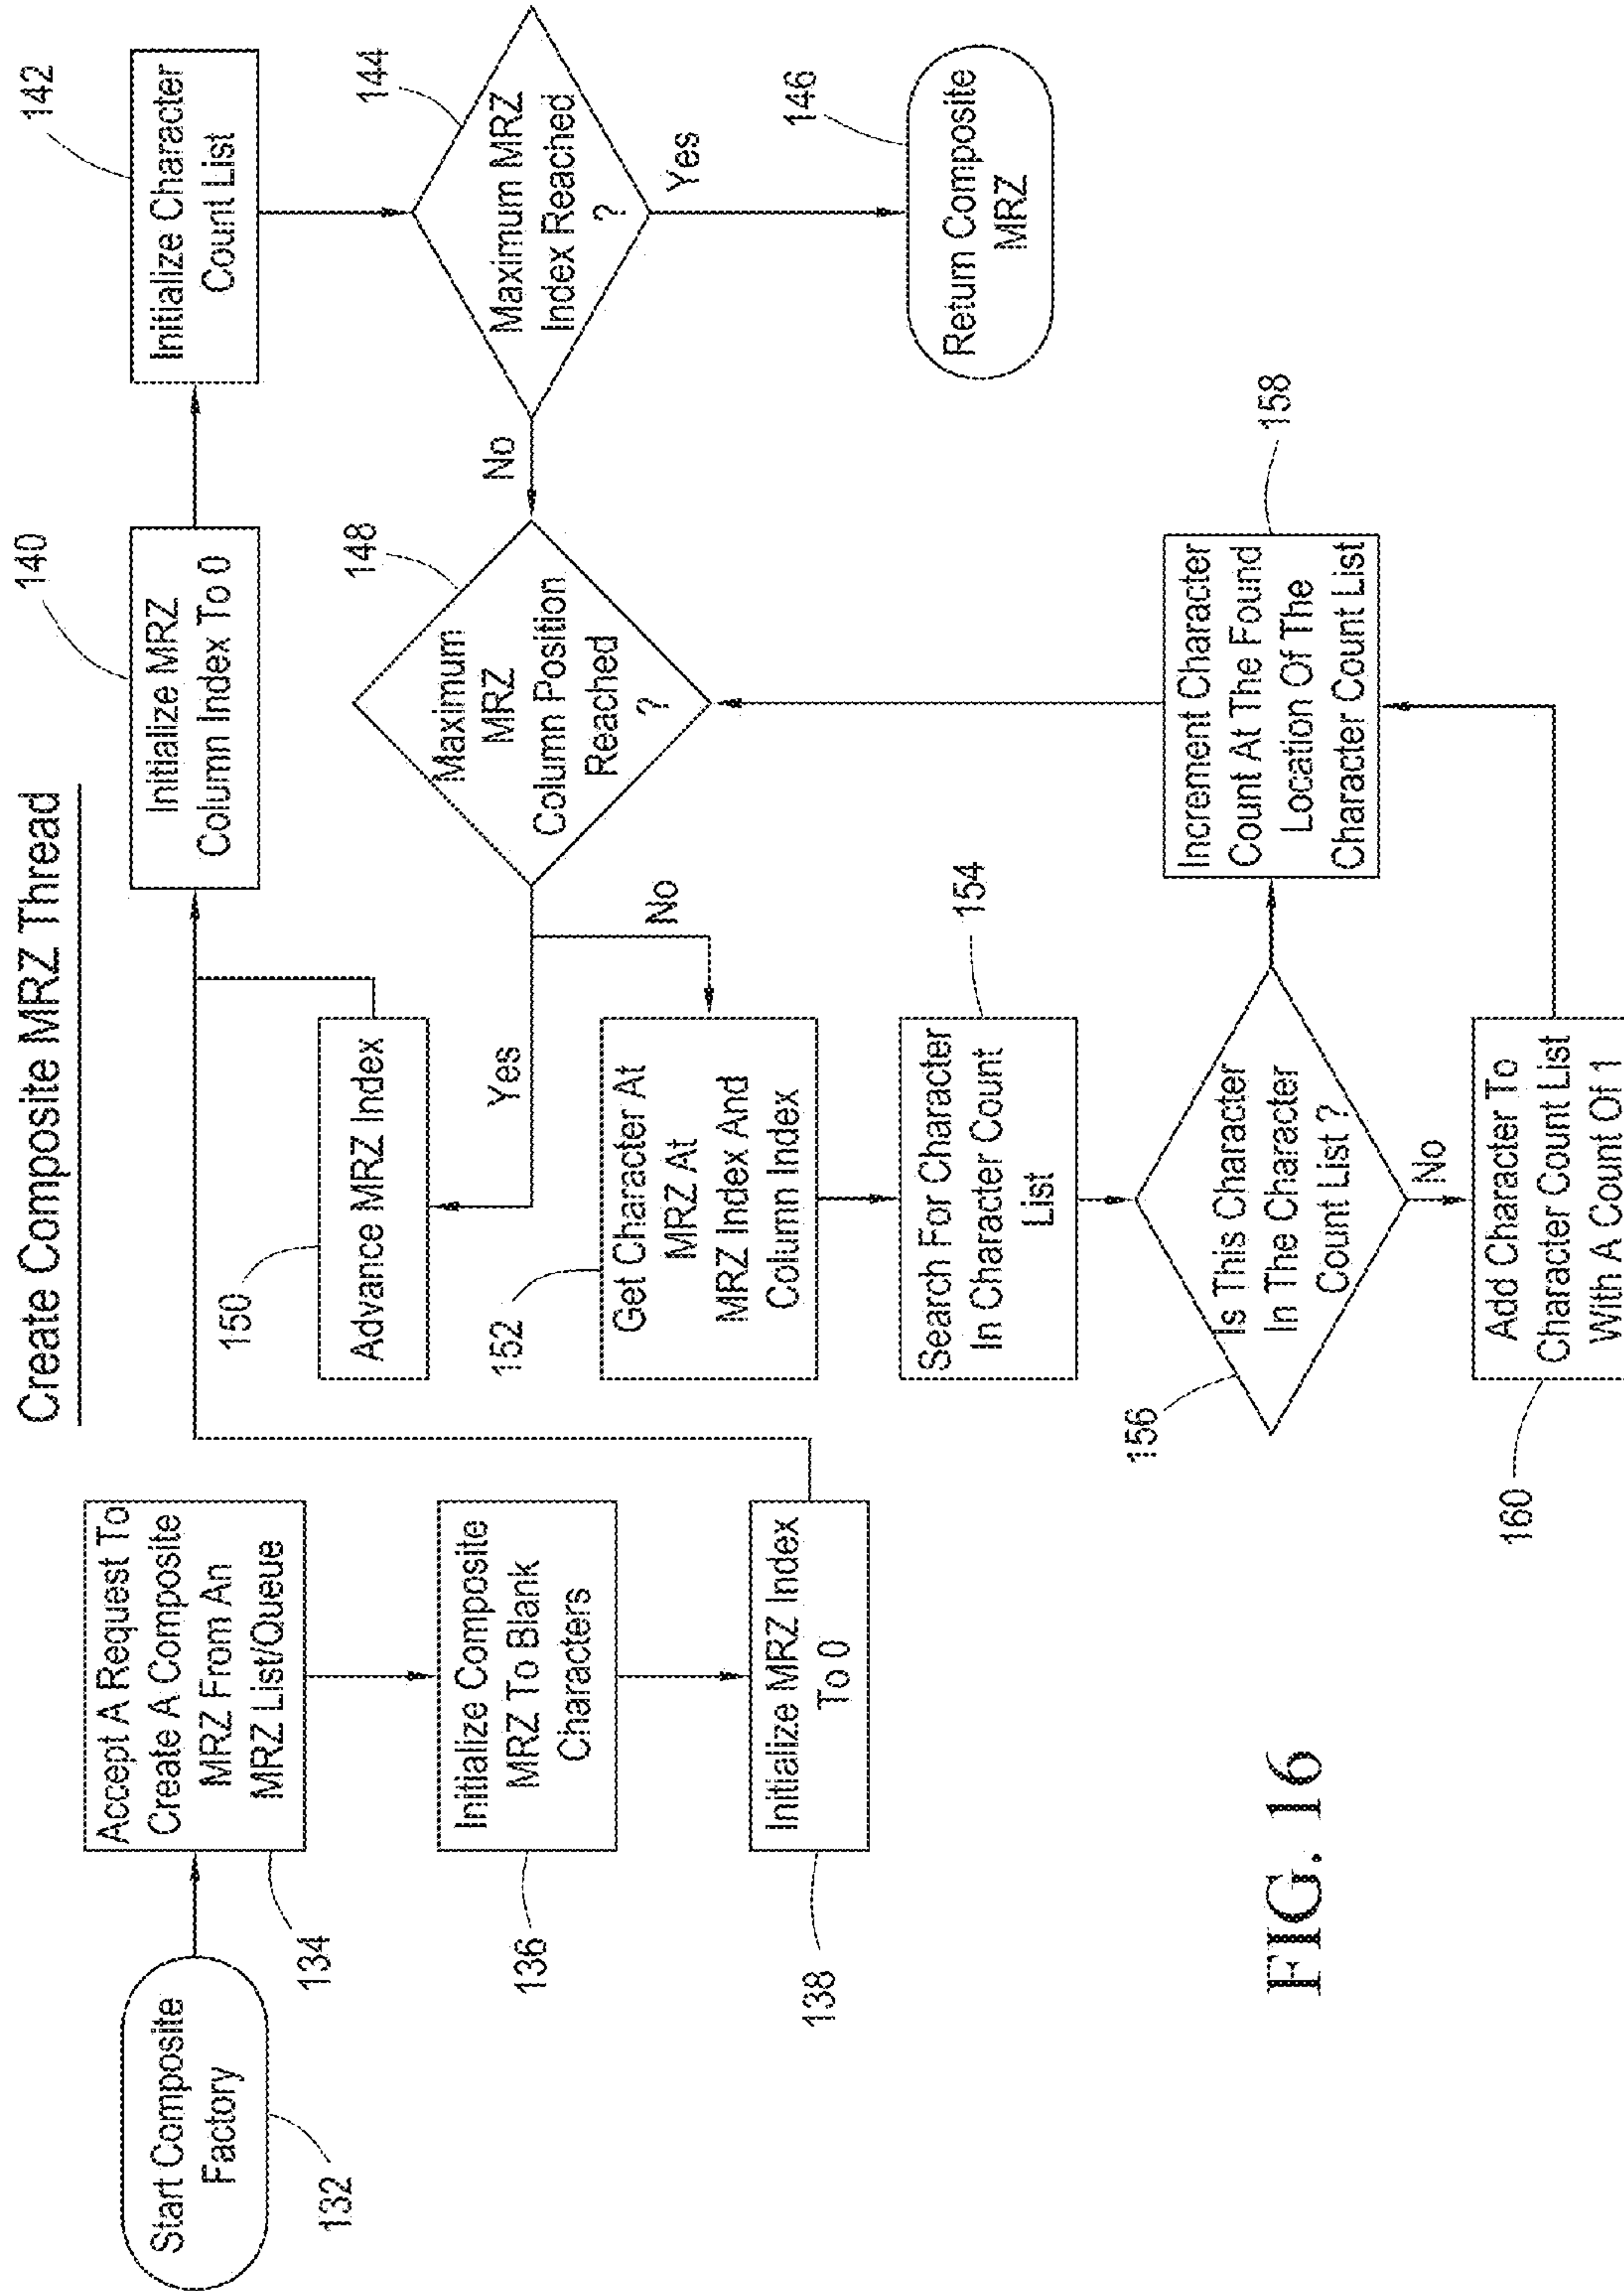 Create Composite MRZ Thread
Start Composite
Factory
132
Accept A Request To
Create A Composite
MRZ From An
MRZ List/Queue
134
Initialize Composite
MRZ To Blank
Characters
136
Initialize MRZ Index
To 0
138
Initialize MRZ
Column Index To 0
140
Initialize Character
Count List
142
Maximum MRZ
Index Reached
?
144
Yes
No
Return Composite
MRZ
146
Maximum
MRZ
Column Position
Reached
?
148
Yes
No
Advance MRZ Index
150
Get Character At
MRZ At
MRZ Index And
Column Index
152
Search For Character
In Character Count
List
154
Is This Character
In The Character
Count List ?
156
No
Increment Character
Count At The Found
Location Of The
Character Count List
158
Add Character To
Character Count List
With A Count Of 1
160
FIG. 16